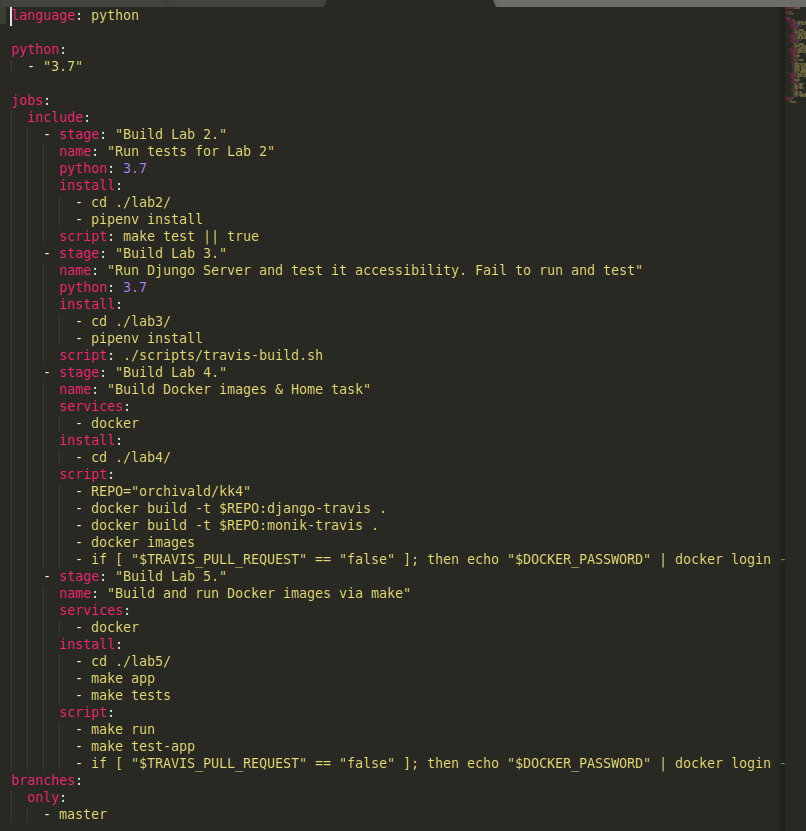 language: python
python:
- "3.7"
jobs:
include:
- stage: "Build Lab 2."
name: "Run tests for Lab 2"
python: 3.7
install:
- cd ./lab2/
- pipenv install
script: make test || true
- stage: "Build Lab 3."
name: "Run Djungo Server and test it accessibility. Fail to run and test"
python: 3.7
install:
- cd ./lab3/
- pipenv install
script: ./scripts/travis-build.sh
- stage: "Build Lab 4."
name: "Build Docker images & Home task"
services:
- docker
install:
- cd ./lab4/
script:
- REPO="orchivald/kk4"
- docker build -t $REPO:django-travis .
- docker build -t $REPO:monik-travis .
- docker images
- if [ "$TRAVIS_PULL_REQUEST" == "false" ]; then echo "$DOCKER_PASSWORD" | docker login -
- stage: "Build Lab 5."
name: "Build and run Docker images via make"
services:
- docker
install:
- cd ./lab5/
- make app
- make tests
script:
- make run
- make test-app
- if [ "$TRAVIS_PULL_REQUEST" == "false" ]; then echo "$DOCKER_PASSWORD" | docker login -
branches:
only:
- master